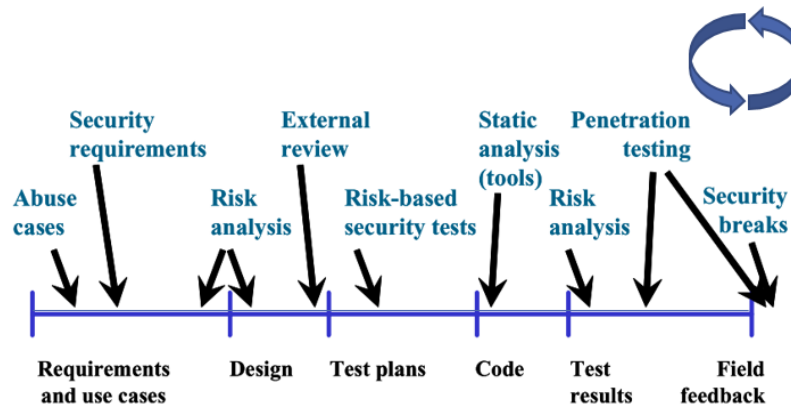 Security
requirements
External
review
Static
analysis
(tools)
Penetration
testing
Abuse
cases
Risk
analysis
Risk-based
security tests
Risk
analysis
Security
breaks
Requirements
and use cases
Design
Test plans
Code
Test
results
Field
feedback